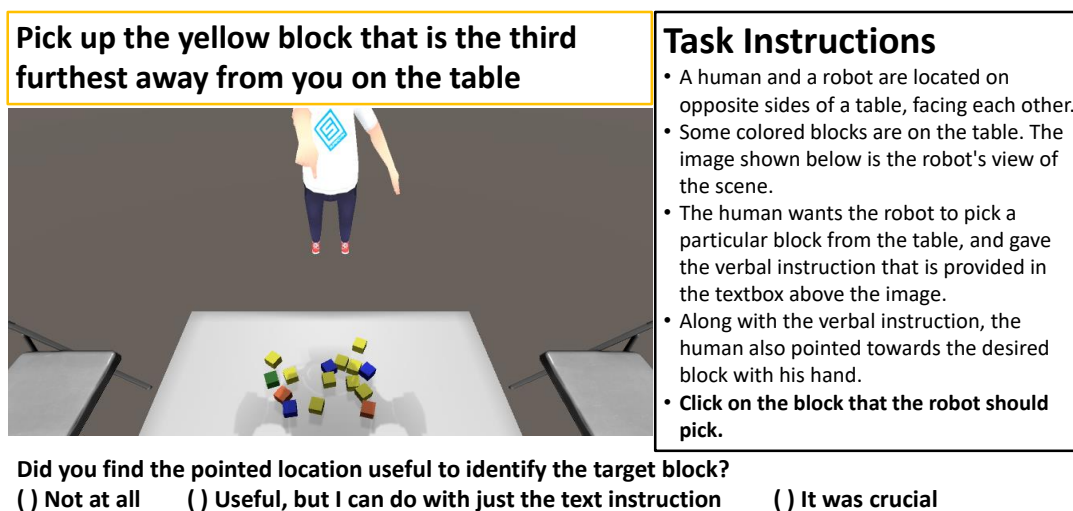 Pick up the yellow block that is the third
furthest away from you on the table
Task Instructions
• A human and a robot are located on
opposite sides of a table, facing each other.
• Some colored blocks are on the table. The
image shown below is the robot's view of
the scene.
• The human wants the robot to pick a
particular block from the table, and gave
the verbal instruction that is provided in
the textbox above the image.
• Along with the verbal instruction, the
human also pointed towards the desired
block with his hand.
• Click on the block that the robot should
pick.
Did you find the pointed location useful to identify the target block?
( ) Not at all ( ) Useful, but I can do with just the text instruction ( ) It was crucial